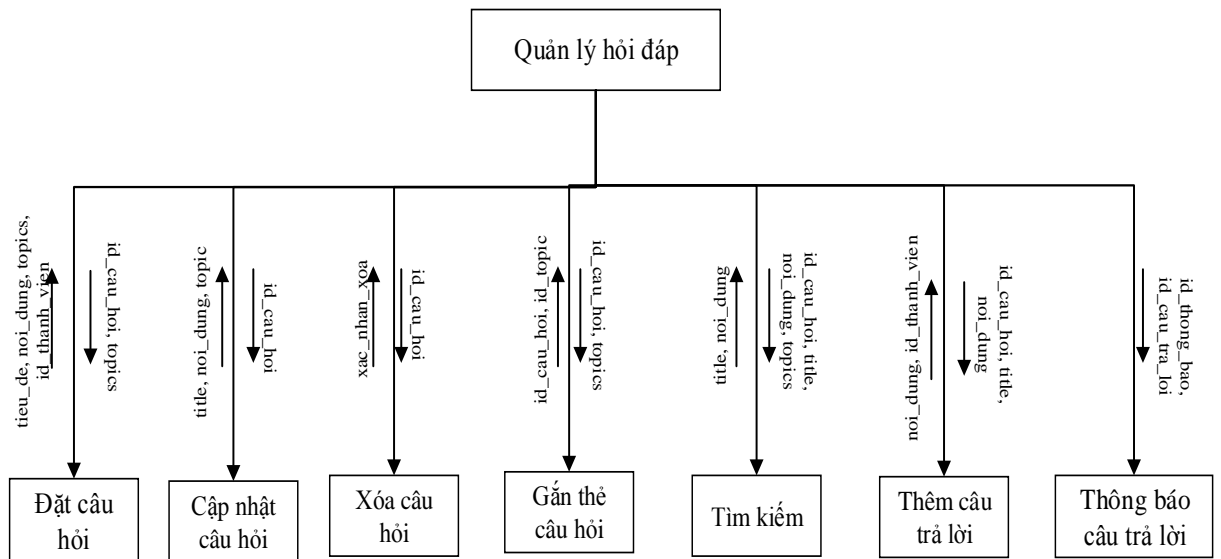 Quản lý hỏi đáp
tieu_de, noi_dung, topics,
id_thanh_vien
id_cau_hoi, topics
title, noi_dung, topic
id_cau_hoi
xac_nhan_xoa
id_cau_hoi
id_cau_hoi, id_topic
id_cau_hoi, topics
title, noi_dung
id_cau_hoi, title,
noi_dung, topics
noi_dung, id_thanh_vien
id_cau_hoi, title,
noi_dung
id_thong_bao,
id_cau_tra_loi
Đặt câu
hỏi
Cập nhật
câu hỏi
Xóa câu
hỏi
Gắn thẻ
câu hỏi
Tìm kiếm
Thêm câu
trả lời
Thông báo
câu trả lời